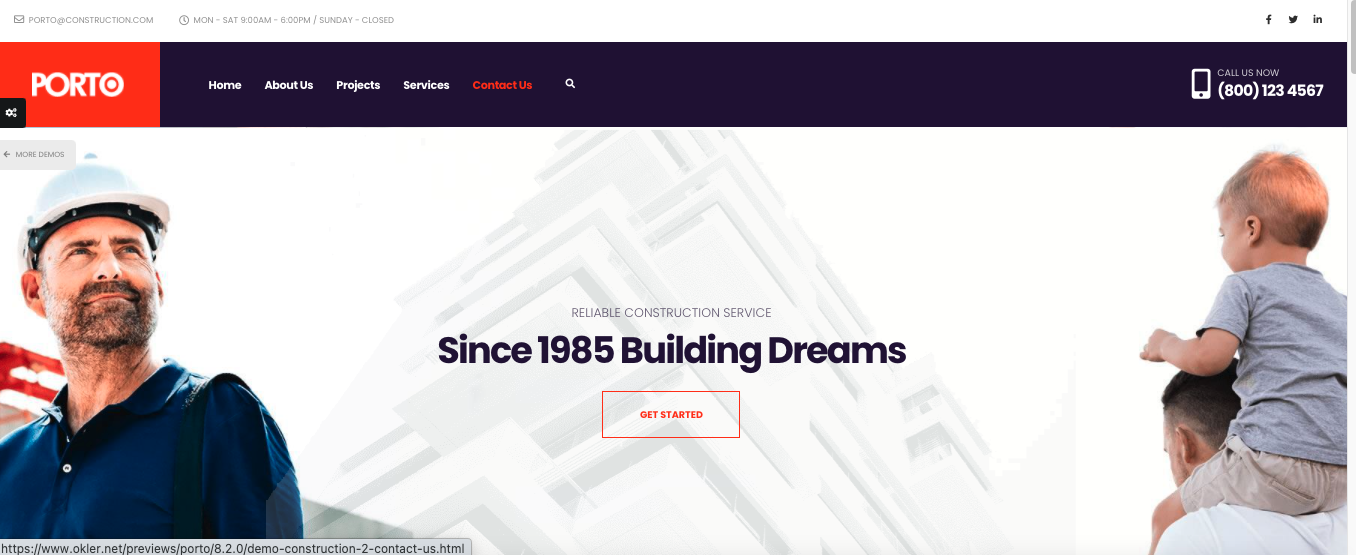 PORTO@CONSTRUCTION.COM
MON - SAT 9:00AM - 6:00PM / SUNDAY - CLOSED
PORTO
Home
About Us
Projects
Services
Contact Us
CALL US NOW
(800) 123 4567
MORE DEMOS
RELIABLE CONSTRUCTION SERVICE
Since 1985 Building Dreams
GET STARTED
https://www.okler.net/previews/porto/8.2.0/demo-construction-2-contact-us.html